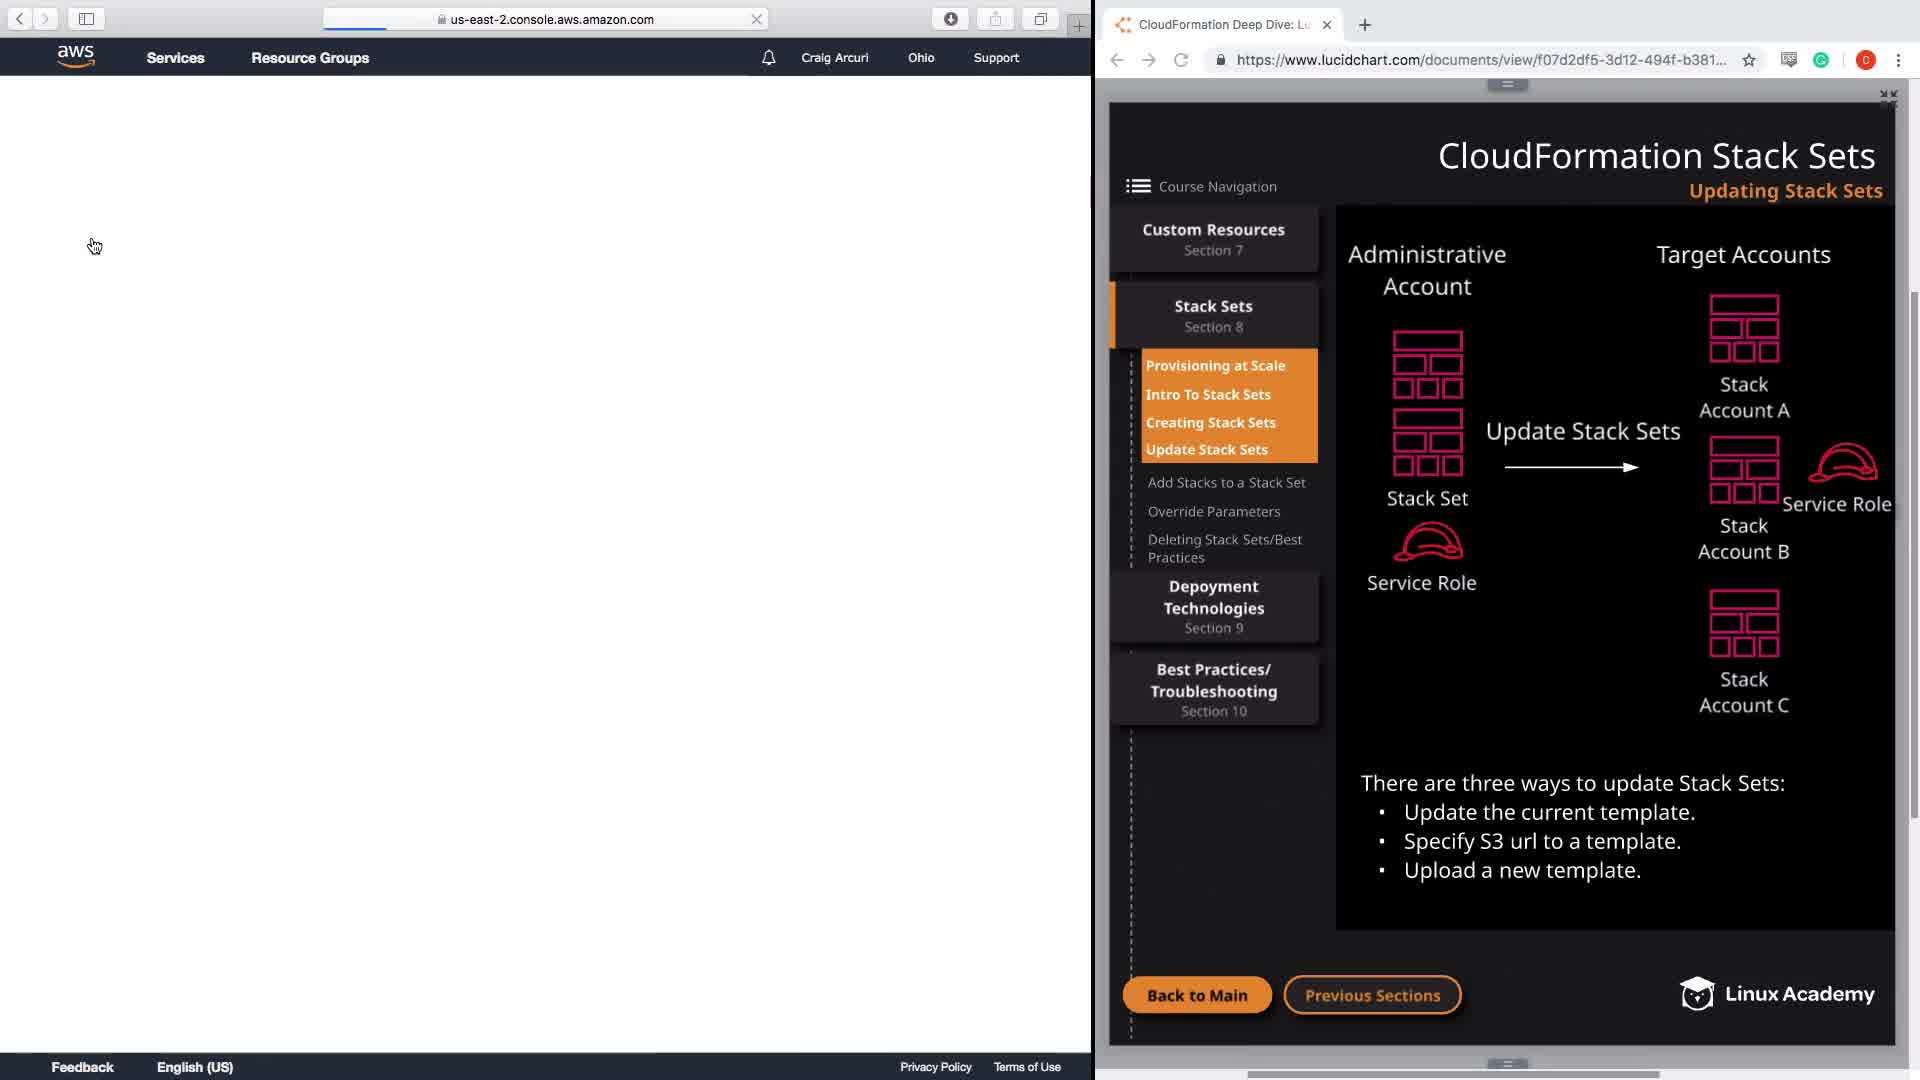 us-east-2.console.aws.amazon.com
aws
Services
Resource Groups
Craig Arcuri
Ohio
Support
Feedback
English (US)
Privacy Policy
Terms of Use
CloudFormation Deep Dive: Lu
https://www.lucidchart.com/documents/view/f07d2df5-3d12-494f-b381...
C
CloudFormation Stack Sets
Updating Stack Sets
Course Navigation
Custom Resources
Section 7
Stack Sets
Section 8
Provisioning at Scale
Intro To Stack Sets
Creating Stack Sets
Update Stack Sets
Add Stacks to a Stack Set
Override Parameters
Deleting Stack Sets/Best
Practices
Depoyment
Technologies
Section 9
Best Practices/
Troubleshooting
Section 10
Administrative
Account
Stack Set
Service Role
Update Stack Sets
Target Accounts
Stack
Account A
Stack
Account B
Service Role
Stack
Account C
There are three ways to update Stack Sets:
• Update the current template.
• Specify S3 url to a template.
• Upload a new template.
Back to Main
Previous Sections
Linux Academy